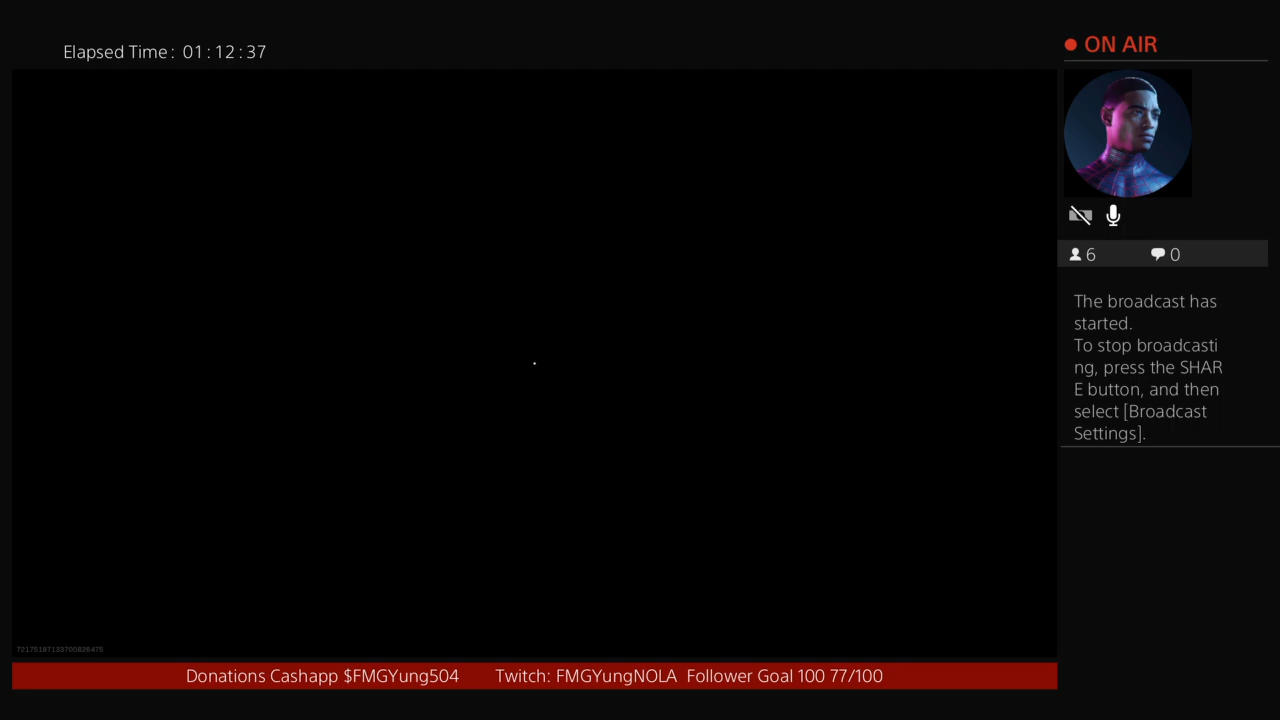 Elapsed Time: 01:12:37
ON AIR
6 0
The broadcast has
started.
To stop broadcasti
ng, press the SHAR
E button, and then
select [Broadcast
Settings].
72175187133700826475
Donations Cashapp $FMGYung504 Twitch: FMGYungNOLA Follower Goal 100 77/100